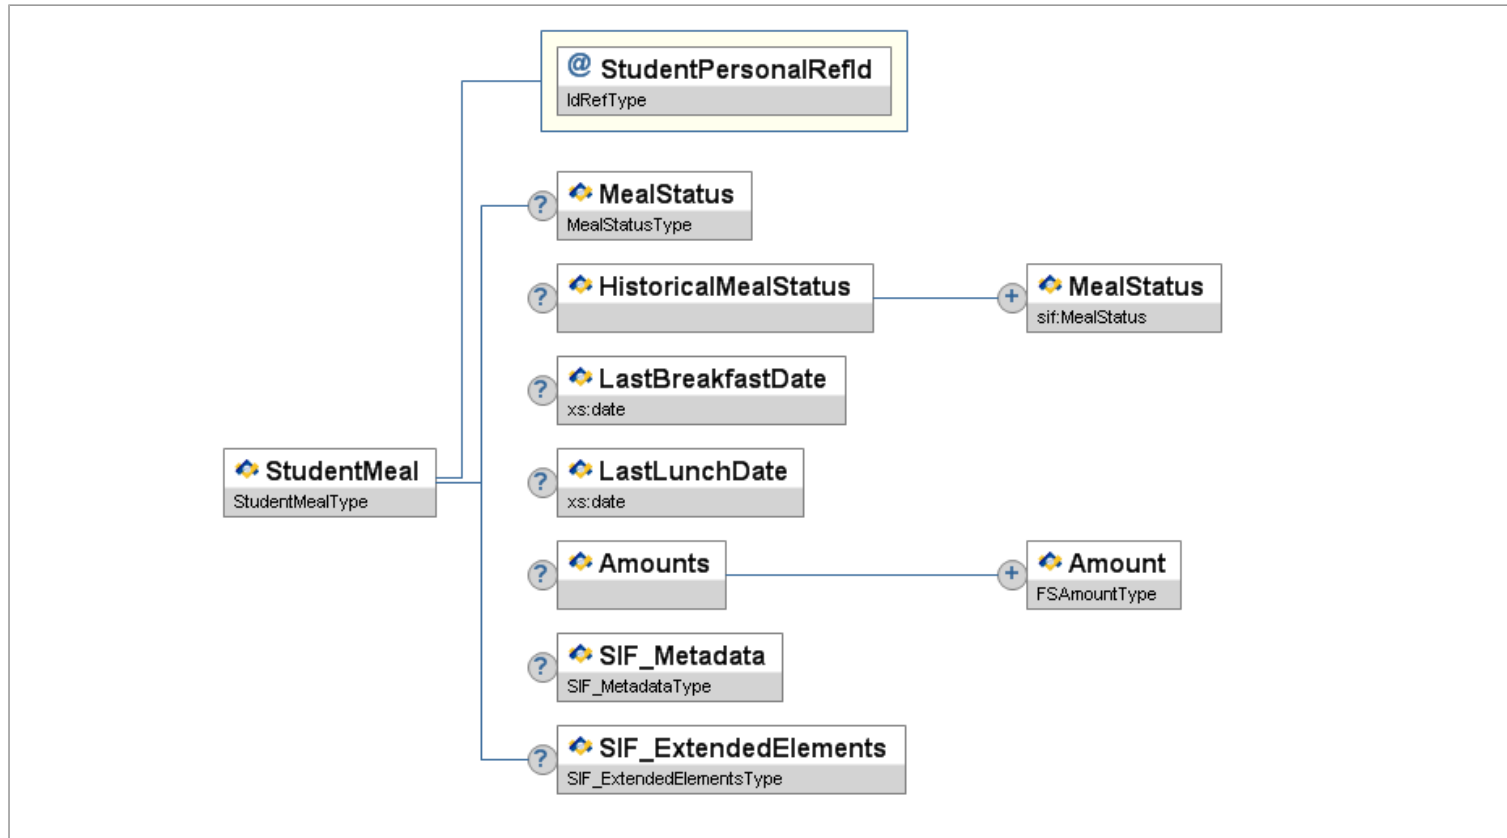 @ StudentPersonalRefId
IdRefType
? MealStatus
MealStatusType
? HistoricalMealStatus
+ MealStatus
sif:MealStatus
? LastBreakfastDate
xs:date
StudentMeal
StudentMealType
? LastLunchDate
xs:date
? Amounts
+ Amount
FSAmountType
? SIF_Metadata
SIF_MetadataType
? SIF_ExtendedElements
SIF_ExtendedElementsType